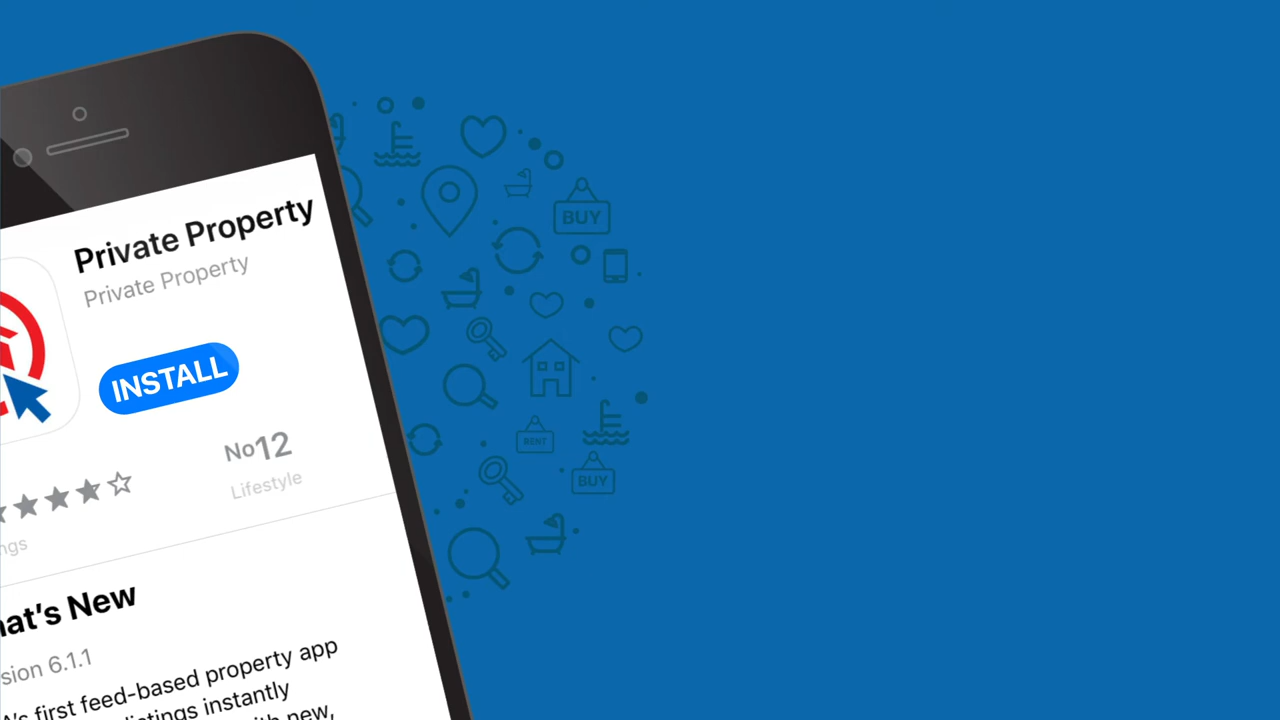 Private Property
Private Property
INSTALL
No12
Lifestyle
ngs
hat's New
sion 6.1.1
A's first feed-based property app
listings instantly
with new,
BUY
RENT
BUY